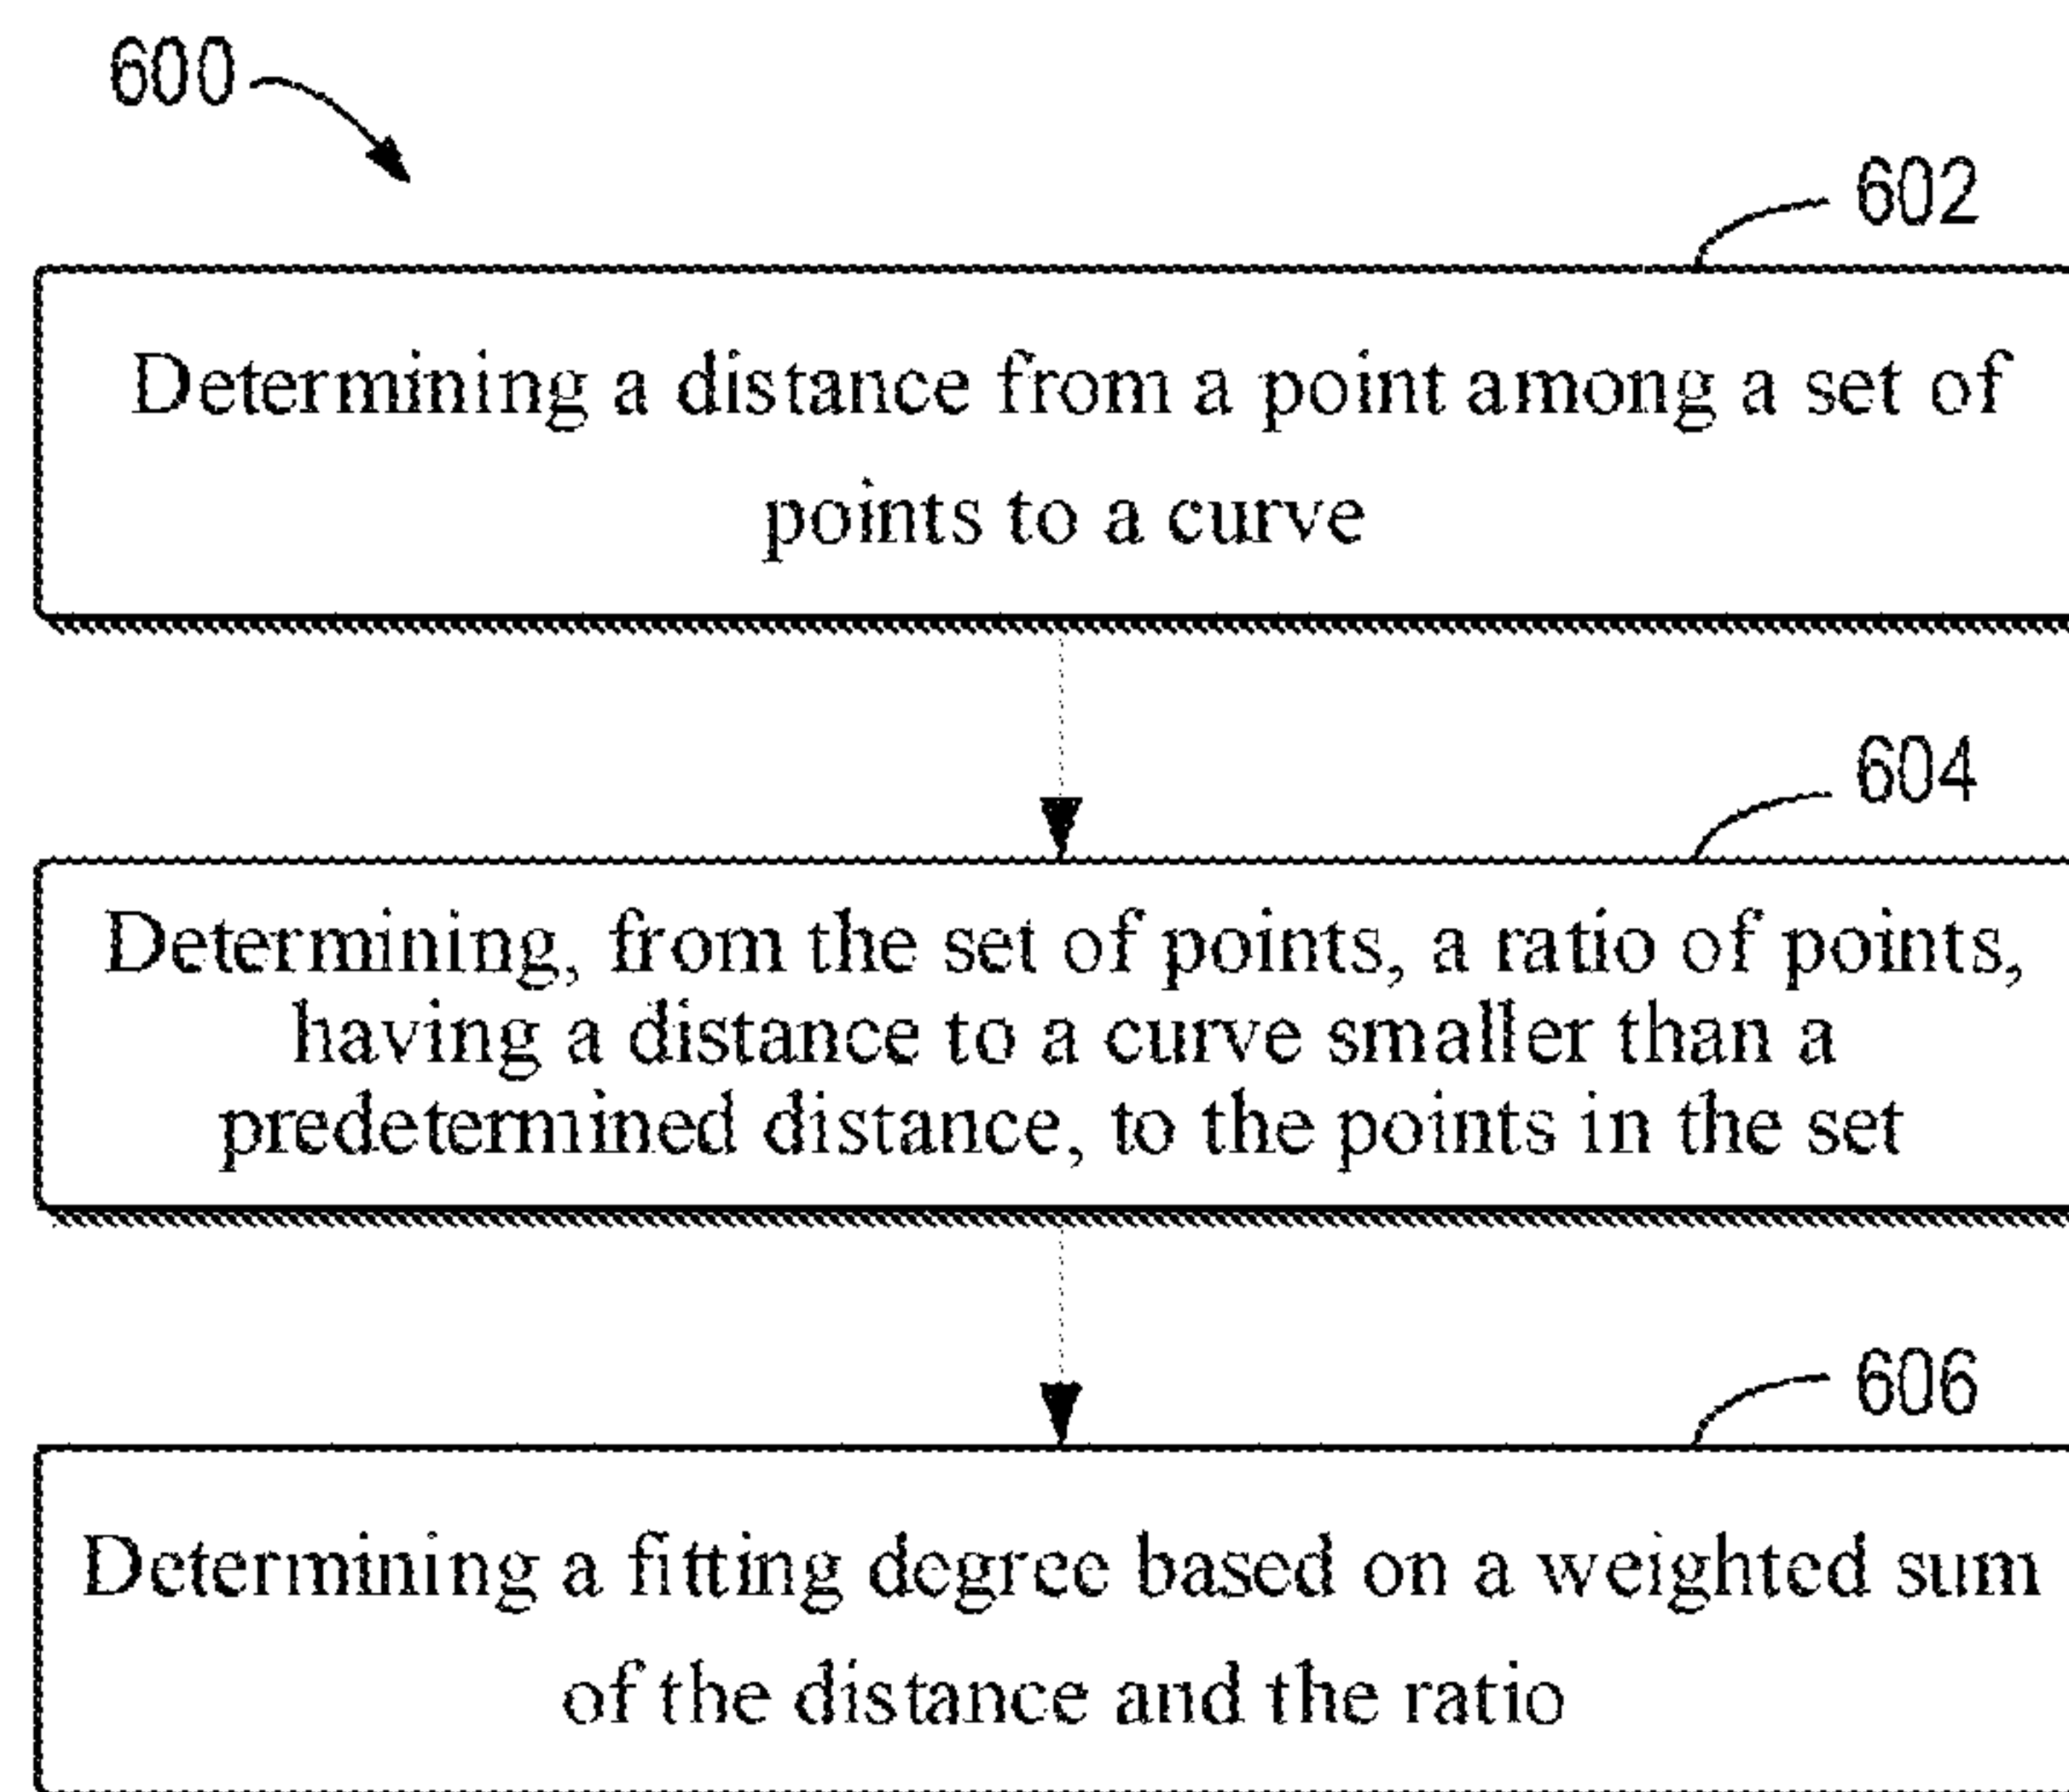 600
602
Determining a distance from a point among a set of
points to a curve
604
Determining, from the set of points, a ratio of points,
having a distance to a curve smaller than a
predetermined distance, to the points in the set
606
Determining a fitting degree based on a weighted sum
of the distance and the ratio